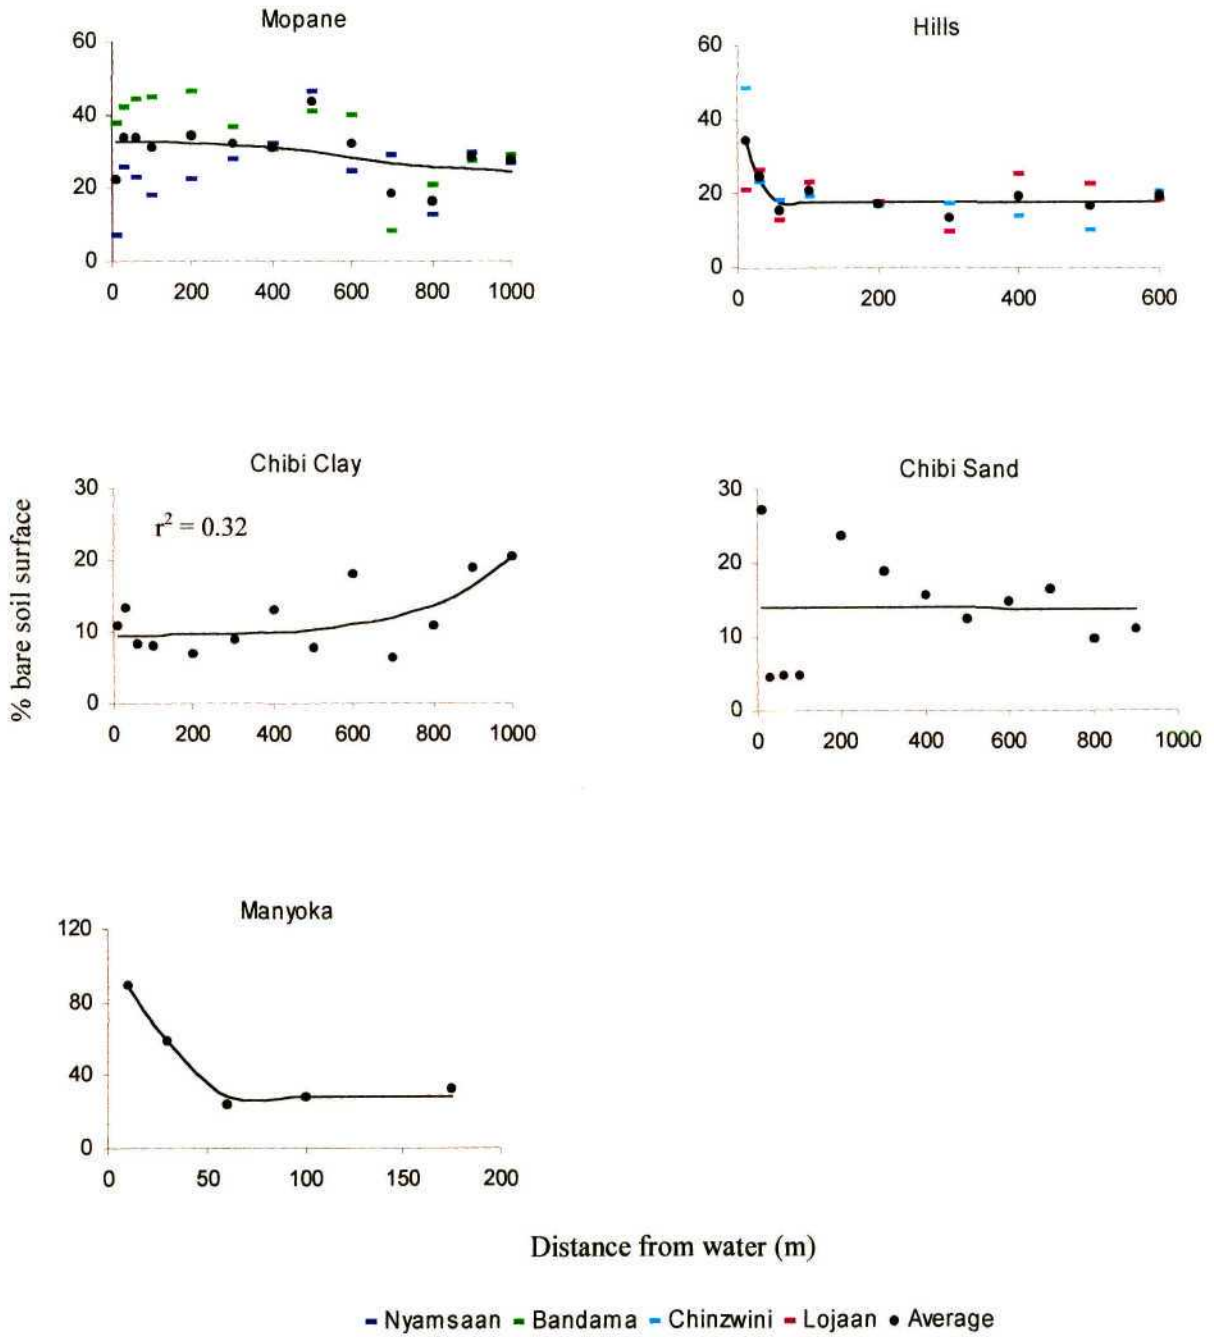 Mopane
60
40
20
0
0 200 400 600 800 1000
Hills
60
40
20
0
0 200 400 600
Chibi Clay
30
20
10
0
r² = 0.32
0 200 400 600 800 1000
Chibi Sand
30
20
10
0
0 200 400 600 800 1000
% bare soil surface
Manyoka
120
80
40
0
0 50 100 150 200
Distance from water (m)
Nyamsaan Bandama Chinzwini Lojaan Average